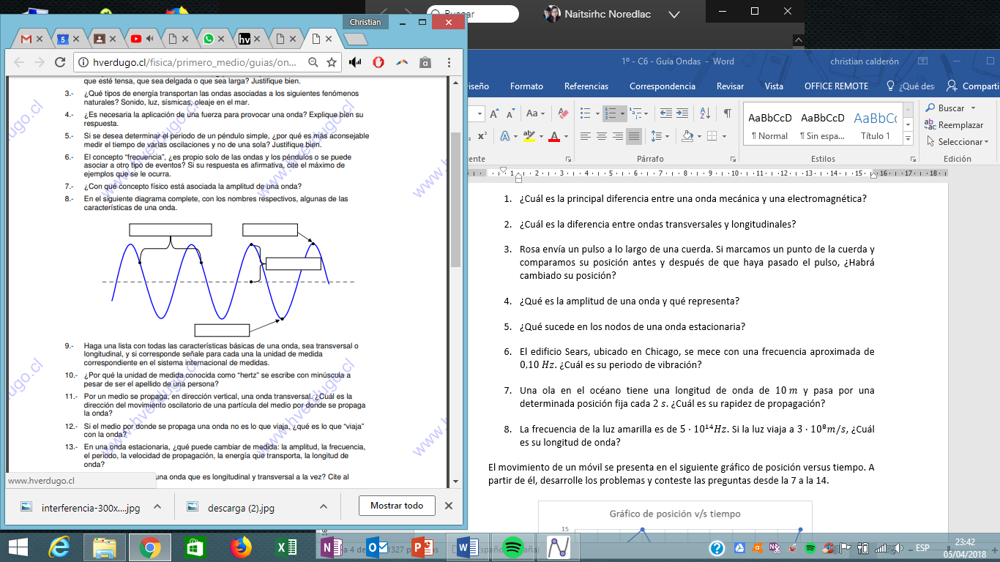 Buscar
Naitsirhc Noredlac
Christian
hverdugo.cl/fisica/primero_medio/guias/on...
que esté tensa, que sea delgada o que sea larga? Justifique bien.
3.- ¿Qué tipos de energía transportan las ondas asociadas a los siguientes fenómenos
naturales? Sonido, luz, sísmicas, oleaje en el mar.
4.- ¿Es necesaria la aplicación de una fuerza para provocar una onda? Explique bien su
respuesta.
5.- Si se desea determinar el periodo de un péndulo simple, ¿por qué es más aconsejable
medir el tiempo de varias oscilaciones y no de una sola? Justifique bien.
6.- El concepto “frecuencia”, ¿es propio solo de las ondas y los péndulos o se puede
asociar a otro tipo de eventos? Si su respuesta es afirmativa, cite el máximo de
ejemplos que se le ocurra.
7.- ¿Con qué concepto físico está asociada la amplitud de una onda?
8.- En el siguiente diagrama complete, con los nombres respectivos, algunas de las
características de una onda.
9.- Haga una lista con todas las características básicas de una onda, sea transversal o
longitudinal, y si corresponde señale para cada una la unidad de medida
correspondiente en el sistema internacional de medidas.
10.- ¿Por qué la unidad de medida conocida como “hertz” se escribe con minúscula a
pesar de ser el apellido de una persona?
11.- Por un medio se propaga, en dirección vertical, una onda transversal. ¿Cuál es la
dirección del movimiento oscilatorio de una partícula del medio por donde se propaga
la onda?
12.- Si el medio por donde se propaga una onda no es lo que viaja, ¿qué es lo que “viaja”
con la onda?
13.- En una onda estacionaria, ¿qué puede cambiar de medida: la amplitud, la frecuencia,
el periodo, la velocidad de propagación, la energía que transporta, la longitud de
onda?
una onda que es longitudinal y transversal a la vez? Cite al
www.hverdugo.cl
www.hverdugo.cl
www.hverdugo.cl
www.hverdugo.cl
interferencia-300x....jpg
descarga (2).jpg
Mostrar todo
1º - C6 - Guía Ondas - Word
christian calderón
iseño Formato Referencias Correspondencia Revisar Vista OFFICE REMOTE ¿Qué des Comparti
AaBbCcD AaBbCcD AaBbCc
¶ Normal ¶ Sin espa... Título 1
Buscar
Reemplazar
Seleccionar
Párrafo Estilos Edición
1 2 3 4 5 6 7 8 9 10 11 12 13 14 15 16 17 18
1. ¿Cuál es la principal diferencia entre una onda mecánica y una electromagnética?
2. ¿Cuál es la diferencia entre ondas transversales y longitudinales?
3. Rosa envía un pulso a lo largo de una cuerda. Si marcamos un punto de la cuerda y
comparamos su posición antes y después de que haya pasado el pulso, ¿Habrá
cambiado su posición?
4. ¿Qué es la amplitud de una onda y qué representa?
5. ¿Qué sucede en los nodos de una onda estacionaria?
6. El edificio Sears, ubicado en Chicago, se mece con una frecuencia aproximada de
0,10 Hz. ¿Cuál es su periodo de vibración?
7. Una ola en el océano tiene una longitud de onda de 10 m y pasa por una
determinada posición fija cada 2 s. ¿Cuál es su rapidez de propagación?
8. La frecuencia de la luz amarilla es de 5 · 10¹⁴Hz. Si la luz viaja a 3 · 10⁸m/s, ¿Cuál
es su longitud de onda?
El movimiento de un móvil se presenta en el siguiente gráfico de posición versus tiempo. A
partir de él, desarrolle los problemas y conteste las preguntas desde la 7 a la 14.
Gráfico de posición v/s tiempo
15
ESP
23:42
05/04/2018